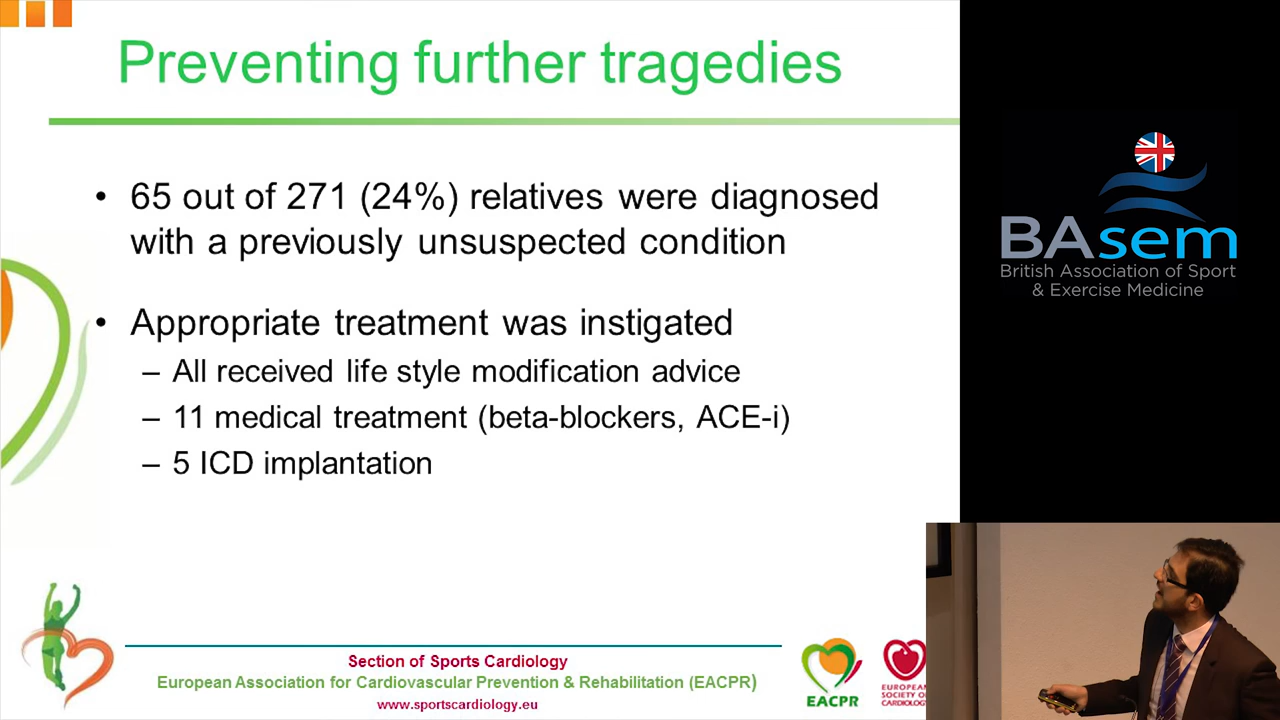 Preventing further tragedies
• 65 out of 271 (24%) relatives were diagnosed
with a previously unsuspected condition
• Appropriate treatment was instigated
– All received life style modification advice
– 11 medical treatment (beta-blockers, ACE-i)
– 5 ICD implantation
Section of Sports Cardiology
European Association for Cardiovascular Prevention & Rehabilitation (EACPR)
www.sportscardiology.eu
EACPR
SOCIETY OF
BAsem
British Association of Sport
& Exercise Medicine